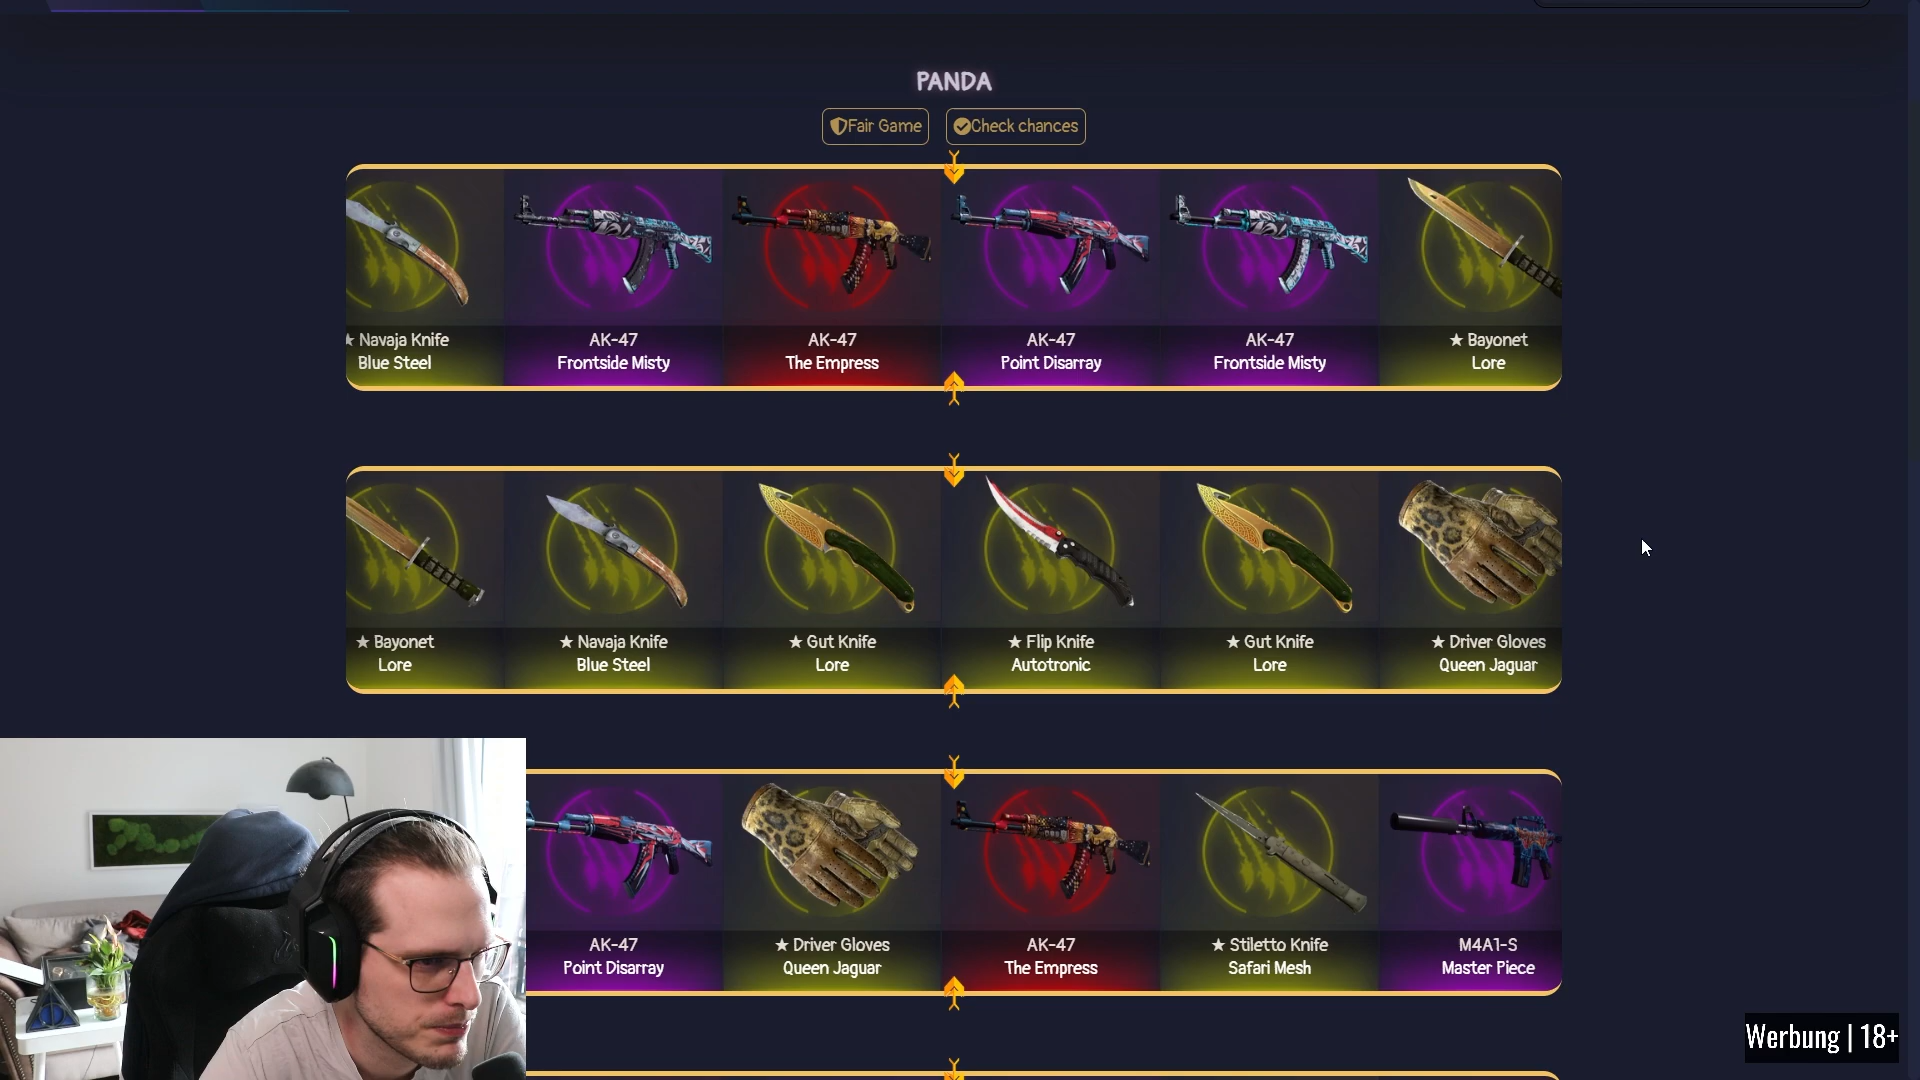 PANDA
Fair Game
Check chances
★ Navaja Knife
Blue Steel
AK-47
Frontside Misty
AK-47
The Empress
AK-47
Point Disarray
AK-47
Frontside Misty
★ Bayonet
Lore
★ Bayonet
Lore
★ Navaja Knife
Blue Steel
★ Gut Knife
Lore
★ Flip Knife
Autotronic
★ Gut Knife
Lore
★ Driver Gloves
Queen Jaguar
AK-47
Point Disarray
★ Driver Gloves
Queen Jaguar
AK-47
The Empress
★ Stiletto Knife
Safari Mesh
M4A1-S
Master Piece
Werbung | 18+